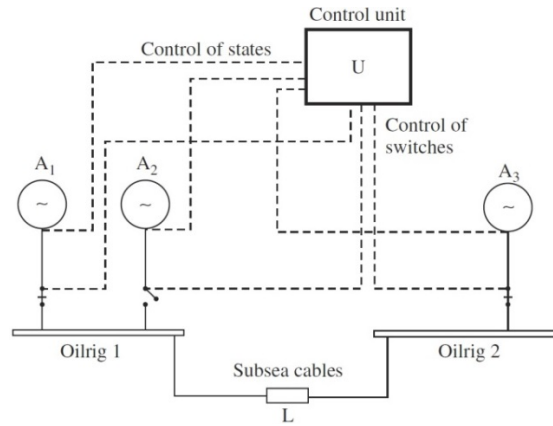 Control unit
Control of states
U
Control of
switches
A₁
A₂
A₃
~
~
~
Oilrig 1
Oilrig 2
Subsea cables
L